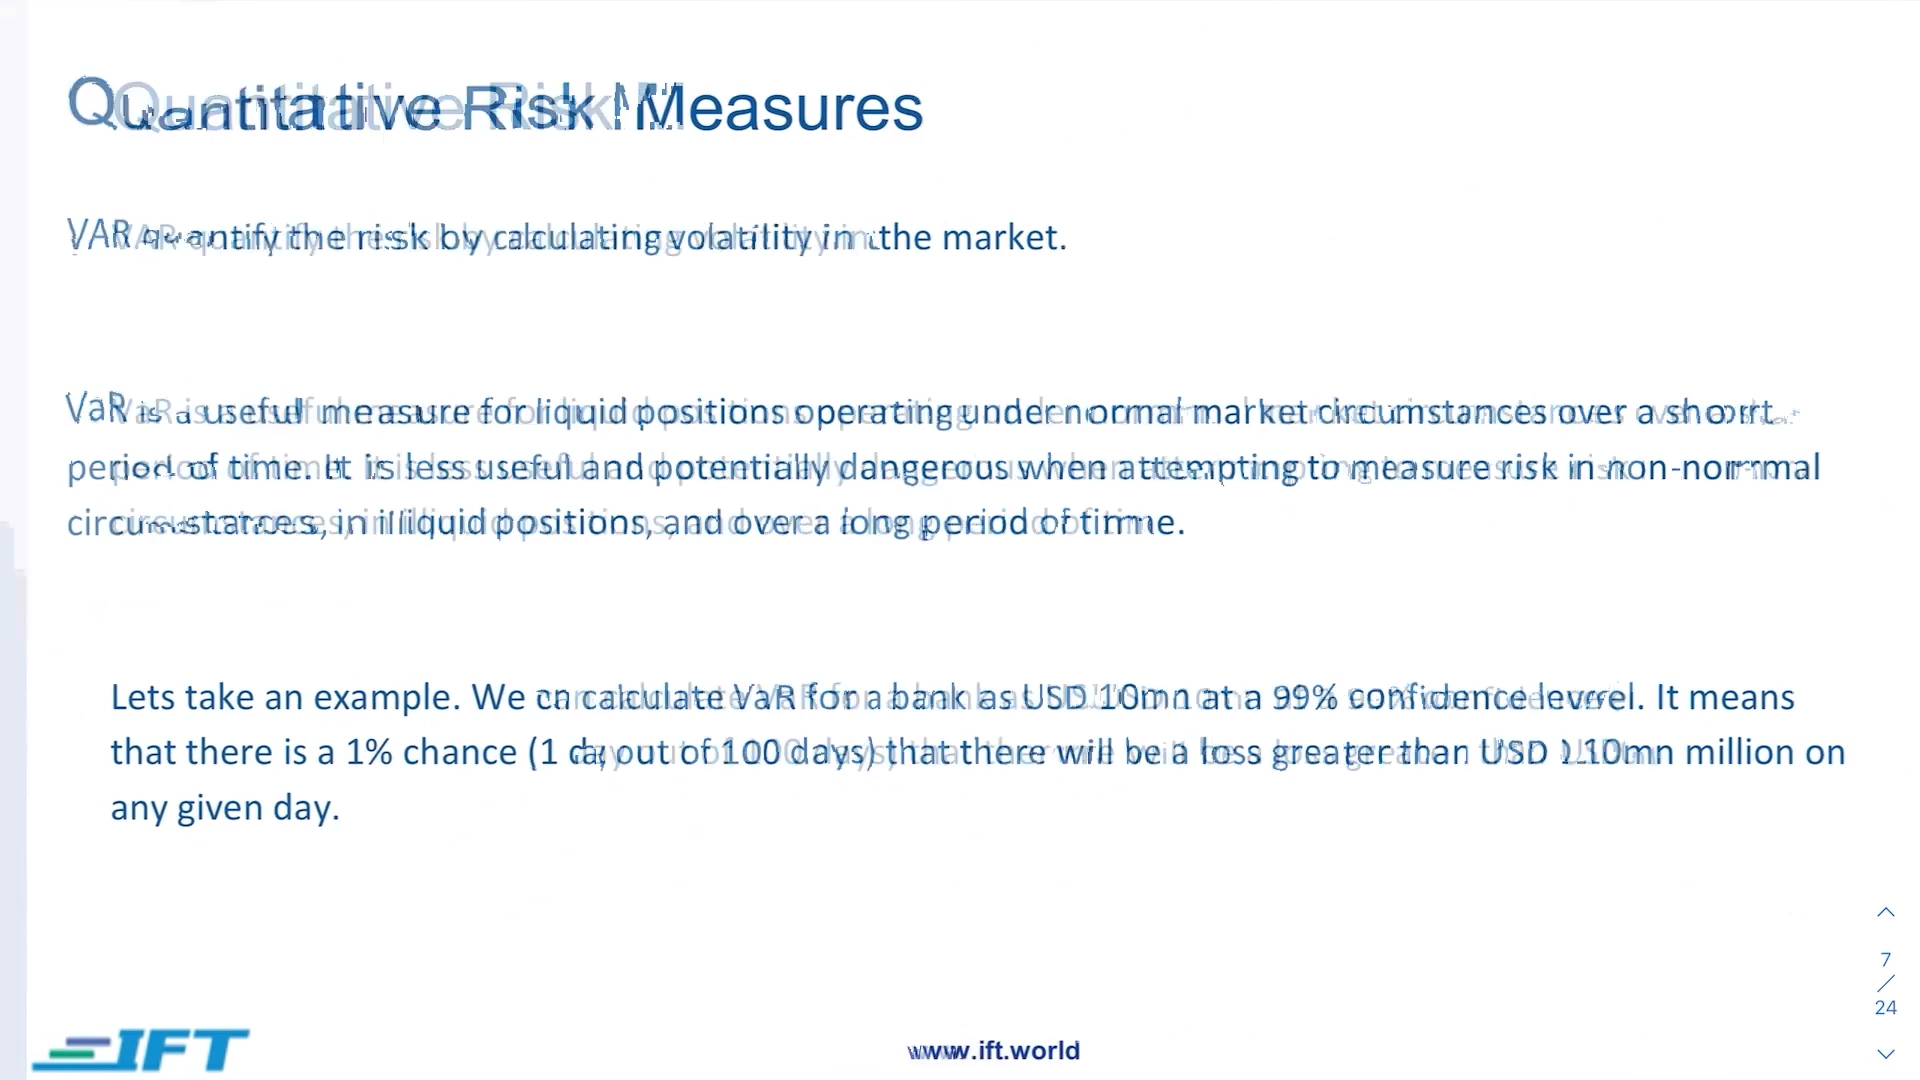 Quantitative Risk Measures
VAR quantify the risk by calculating volatility in the market.
VaR is a useful measure for liquid positions operating under normal market circumstances over a short
period of time. It is less useful and potentially dangerous when attempting to measure risk in non-normal
circumstances, in illiquid positions, and over a long period of time.
Lets take an example. We can calculate VaR for a bank as USD 10mn at a 99% confidence level. It means
that there is a 1% chance (1 day out of 100 days) that there will be a loss greater than USD 10mn million on
any given day.
7
/
24
IFT
www.ift.world